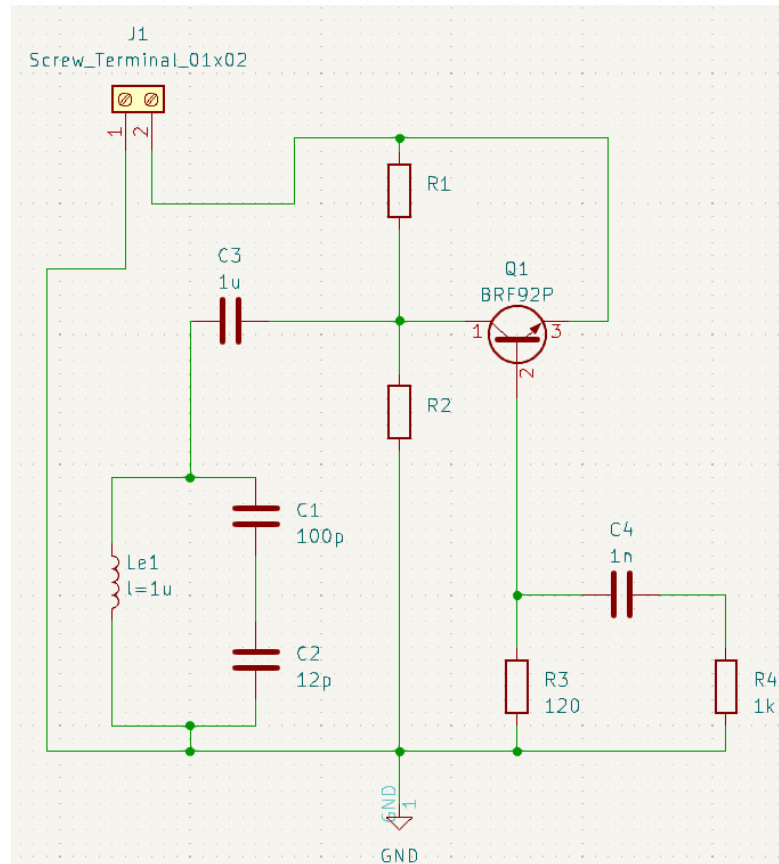 J1
Screw_Terminal_01x02
1
2
R1
C3
1u
Q1
BRF92P
1
3
2
R2
C1
100p
Le1
l=1u
C4
1n
C2
12p
R3
120
R4
1k
GND
1
GND